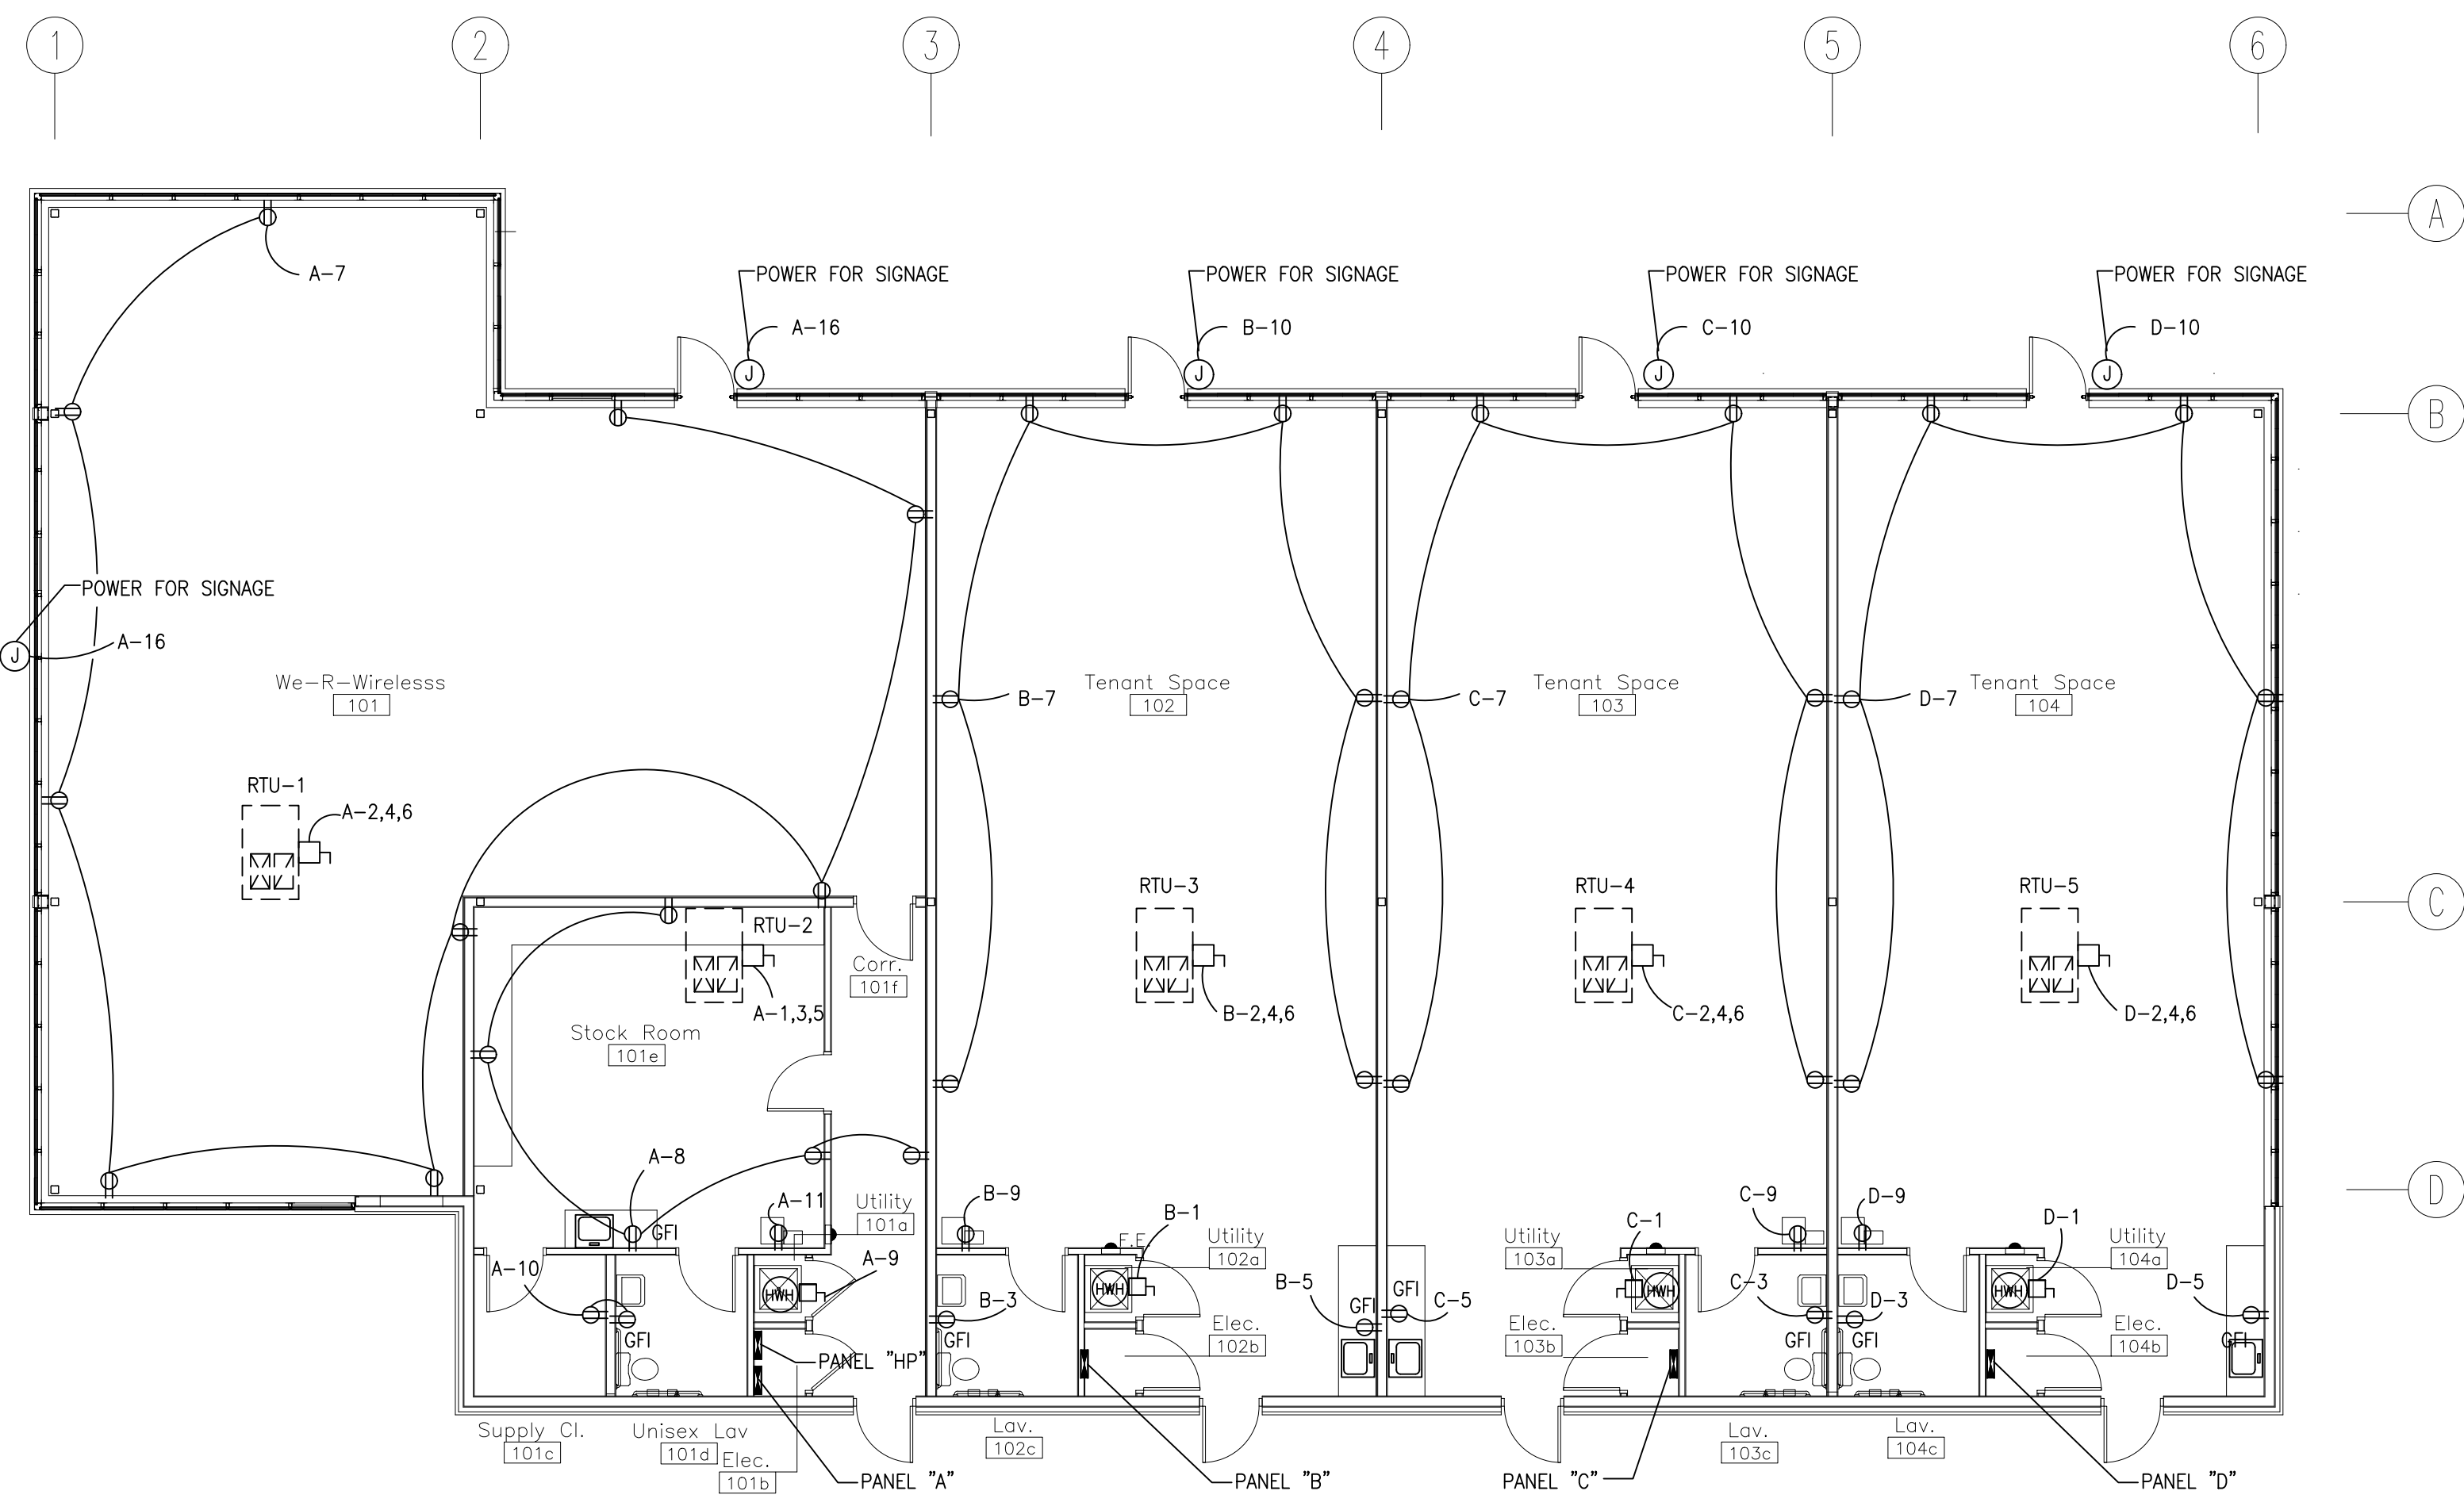 1 2 3 4 5 6
A
A-7
POWER FOR SIGNAGE POWER FOR SIGNAGE POWER FOR SIGNAGE POWER FOR SIGNAGE
A-16 B-10 C-10 D-10
J J J J
B
POWER FOR SIGNAGE
A-16
J
We-R-Wirelesss Tenant Space Tenant Space Tenant Space
101 102 103 104
B-7 C-7 D-7
RTU-1
A-2,4,6
RTU-3 RTU-4 RTU-5
C
RTU-2
Corr.
101f
A-1,3,5 B-2,4,6 C-2,4,6 D-2,4,6
Stock Room
101e
A-8
D
A-11 Utility B-9 C-9 D-9
101a
B-1 C-1 D-1
GFI F.E. Utility Utility Utility
102a 103a 104a
A-10 A-9 B-5 C-3 D-5
HWH HWH HWH HWH
B-3 GFI GFI C-5 D-3
Elec. Elec. Elec.
102b 103b 104b
GFI GFI GFI GFI GFI
PANEL "HP"
Supply Cl. Unisex Lav Lav. Lav. Lav.
101c 101d 102c 103c 104c
Elec.
101b
PANEL "A" PANEL "B" PANEL "C" PANEL "D"